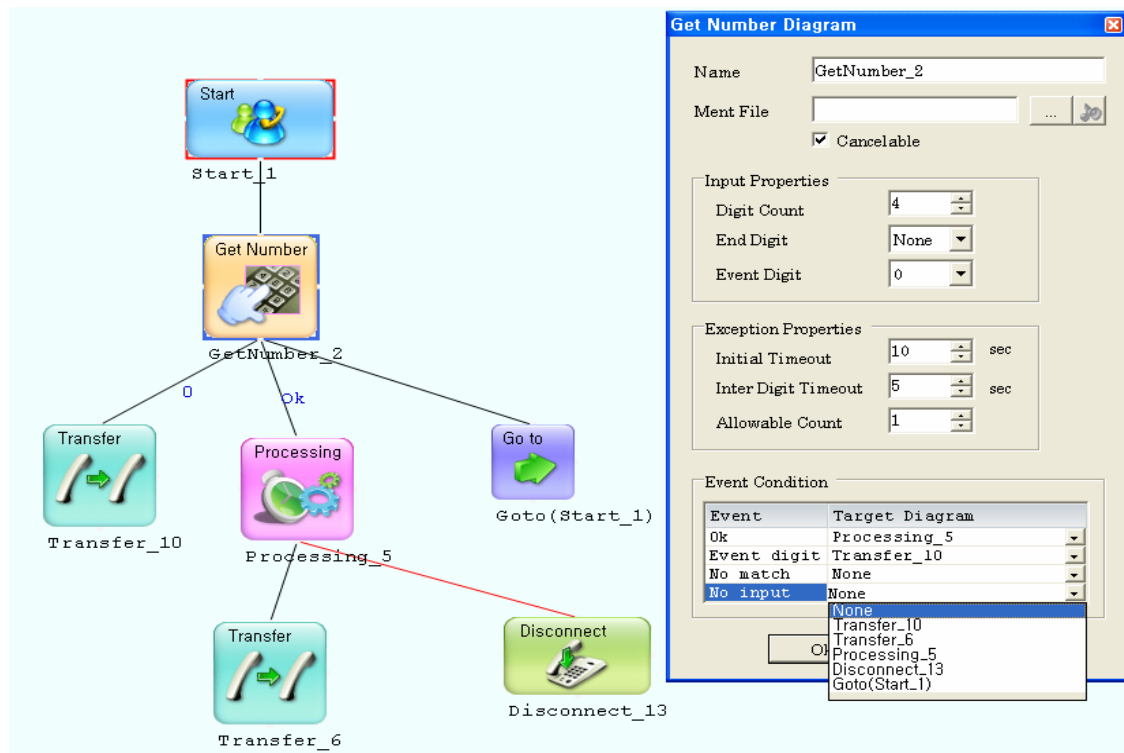 Start
Start_1
Get Number
GetNumber_2
0
Ok
Transfer
Transfer_10
Processing
Processing_5
Go to
Goto(Start_1)
Transfer
Transfer_6
Disconnect
Disconnect_13
Get Number Diagram
Name GetNumber_2
Ment File ...
Cancelable
Input Properties
Digit Count 4
End Digit None
Event Digit 0
Exception Properties
Initial Timeout 10 sec
Inter Digit Timeout 5 sec
Allowable Count 1
Event Condition
Event Target Diagram
Ok Processing_5
Event digit Transfer_10
No match None
No input None
None
Transfer_10
Transfer_6
Processing_5
Disconnect_13
Goto(Start_1)